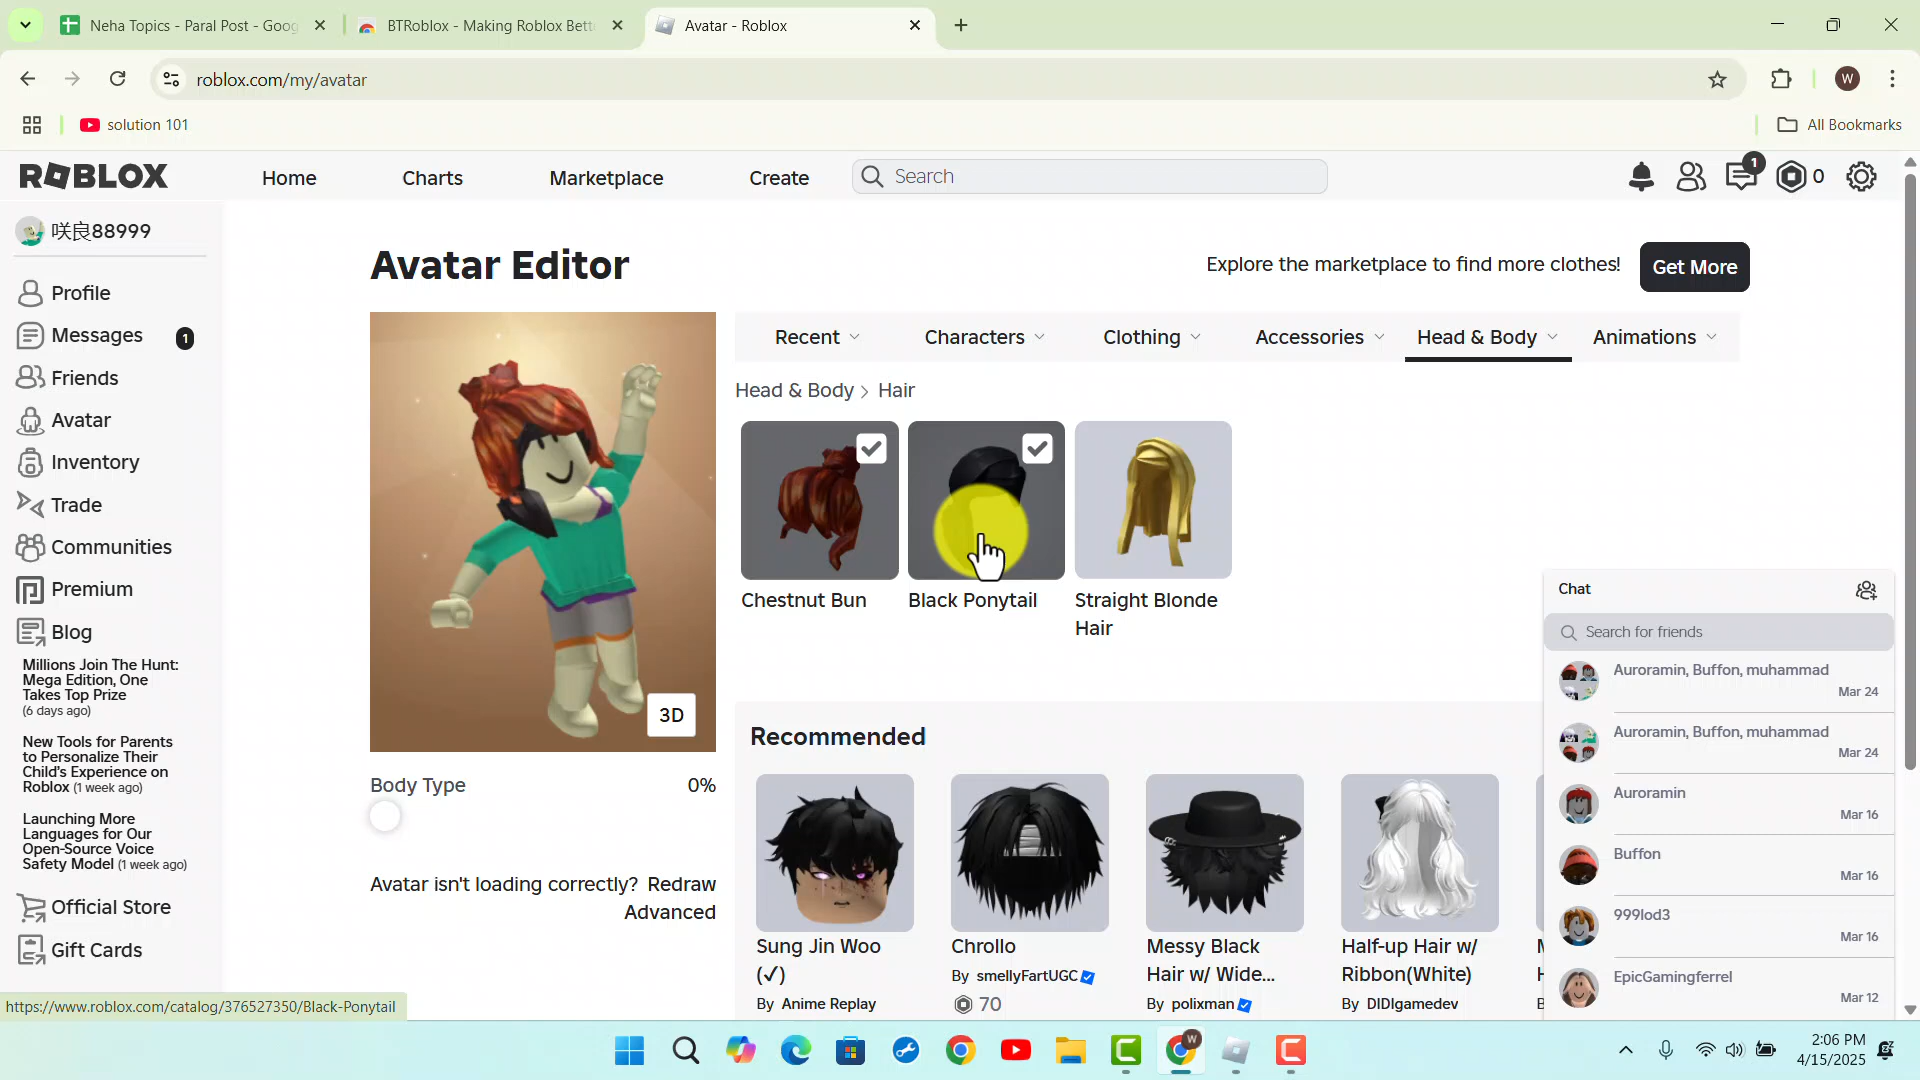 Neha Topics - Paral Post - Goog
BTRoblox - Making Roblox Bett
Avatar - Roblox
roblox.com/my/avatar
W
solution 101
All Bookmarks
ROBLOX
Home
Charts
Marketplace
Create
Search
1
0
咲良88999
Profile
Messages
1
Friends
Avatar
Inventory
Trade
Communities
Premium
Blog
Millions Join The Hunt:
Mega Edition, One
Takes Top Prize
(6 days ago)
New Tools for Parents
to Personalize Their
Child's Experience on
Roblox (1 week ago)
Launching More
Languages for Our
Open-Source Voice
Safety Model (1 week ago)
Official Store
Gift Cards
Avatar Editor
Explore the marketplace to find more clothes!
Get More
3D
Body Type
0%
Avatar isn't loading correctly? Redraw
Advanced
Recent
Characters
Clothing
Accessories
Head & Body
Animations
Head & Body > Hair
Chestnut Bun
Black Ponytail
Straight Blonde
Hair
Recommended
Sung Jin Woo
(✓)
By Anime Replay
Chrollo
By smellyFartUGC
70
Messy Black
Hair w/ Wide...
By polixman
Half-up Hair w/
Ribbon(White)
By DIDIgamedev
Chat
Search for friends
Auroramin, Buffon, muhammad
Mar 24
Auroramin, Buffon, muhammad
Mar 24
Auroramin
Mar 16
Buffon
Mar 16
999lod3
Mar 16
EpicGamingferrel
Mar 12
https://www.roblox.com/catalog/376527350/Black-Ponytail
W
2:06 PM
4/15/2025